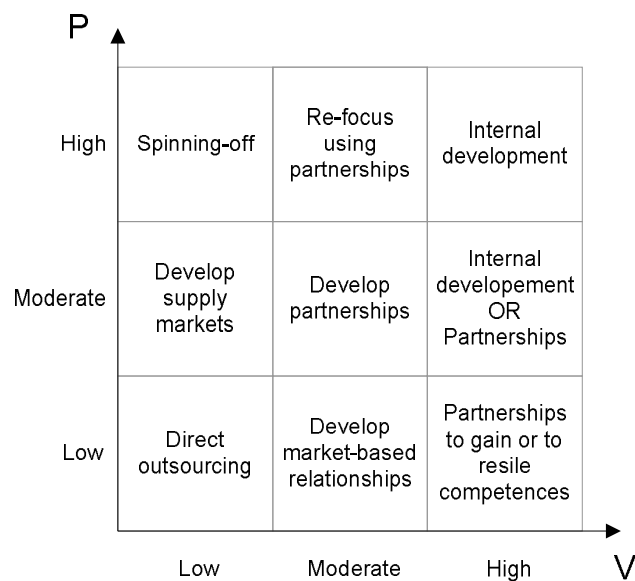 P
High
Spinning-off
Re-focus
using
partnerships
Internal
development
Moderate
Develop
supply
markets
Develop
partnerships
Internal
developement
OR
Partnerships
Low
Direct
outsourcing
Develop
market-based
relationships
Partnerships
to gain or to
resile
competences
Low
Moderate
High
V